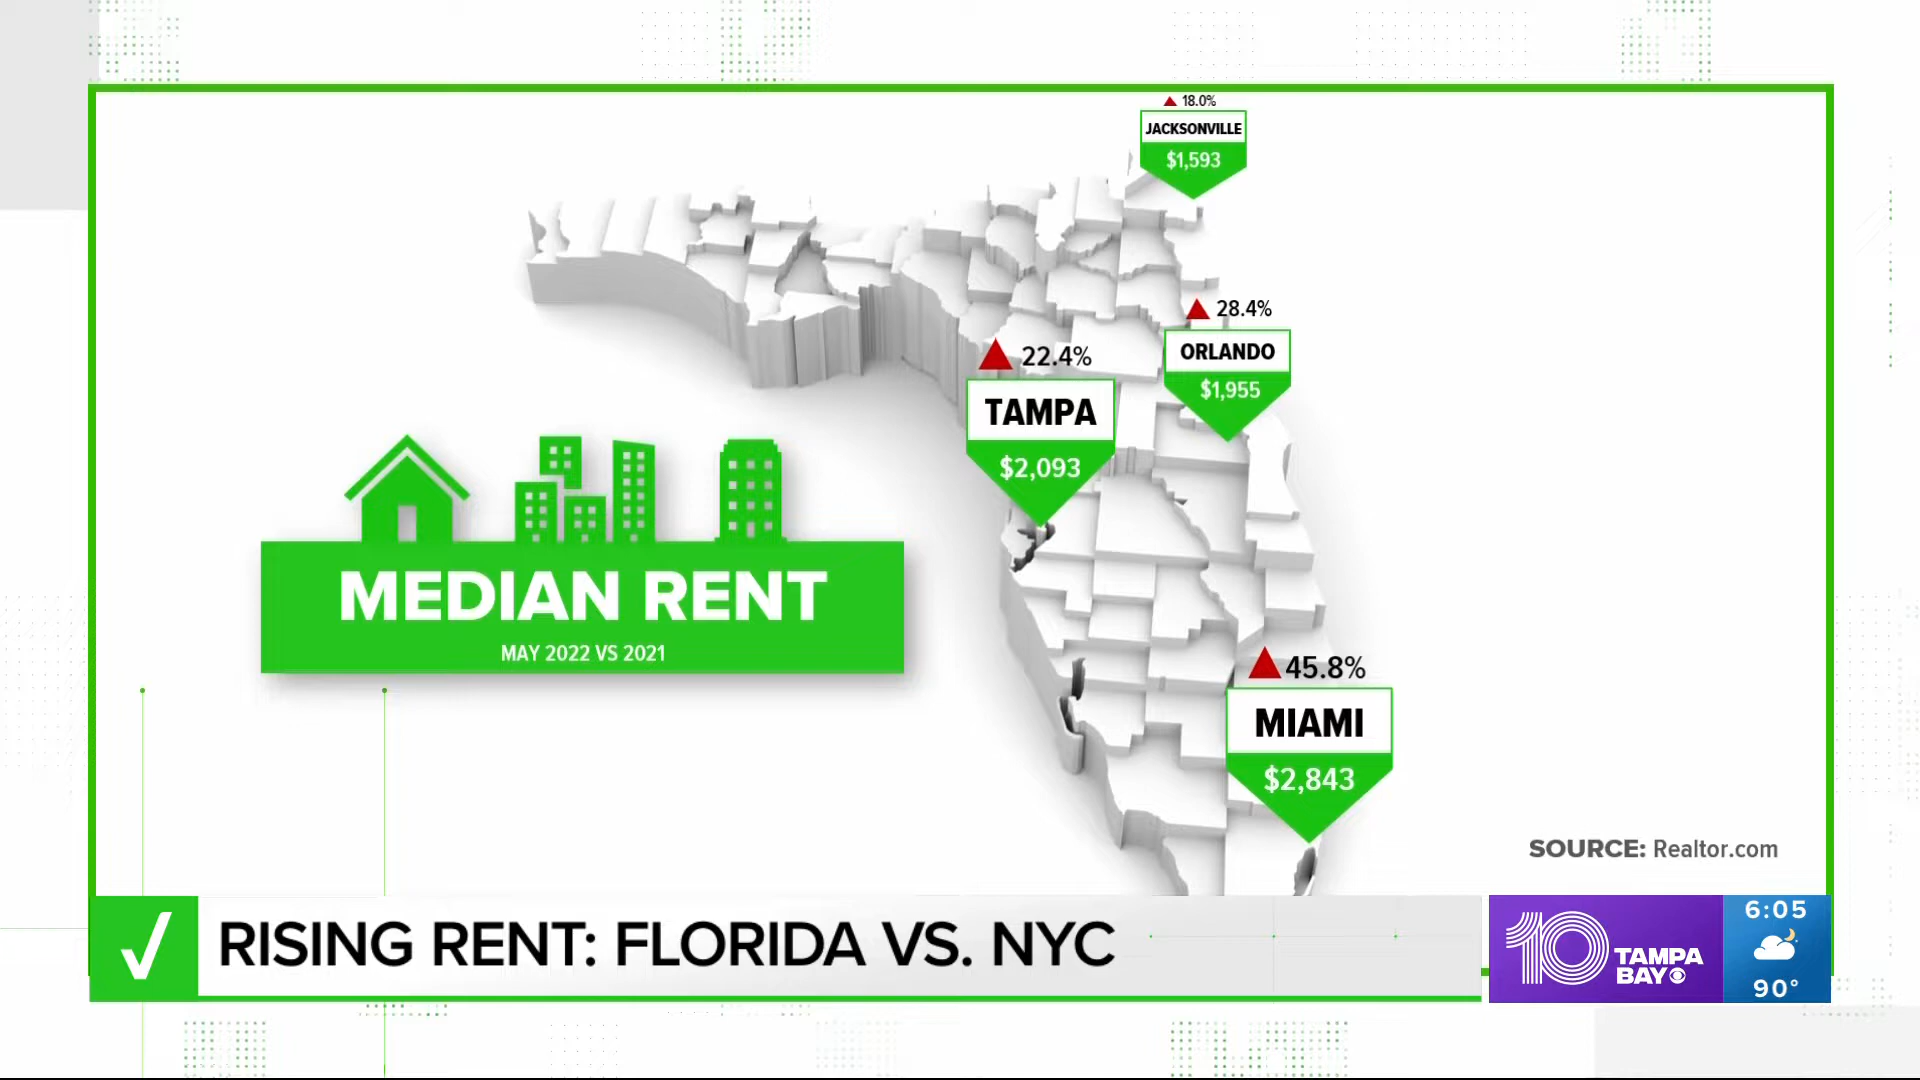 18.0%
JACKSONVILLE
$1,593
28.4%
ORLANDO
$1,955
22.4%
TAMPA
$2,093
MEDIAN RENT
MAY 2022 VS 2021
45.8%
MIAMI
$2,843
SOURCE: Realtor.com
RISING RENT: FLORIDA VS. NYC
10 TAMPA
BAY
6:05
90°